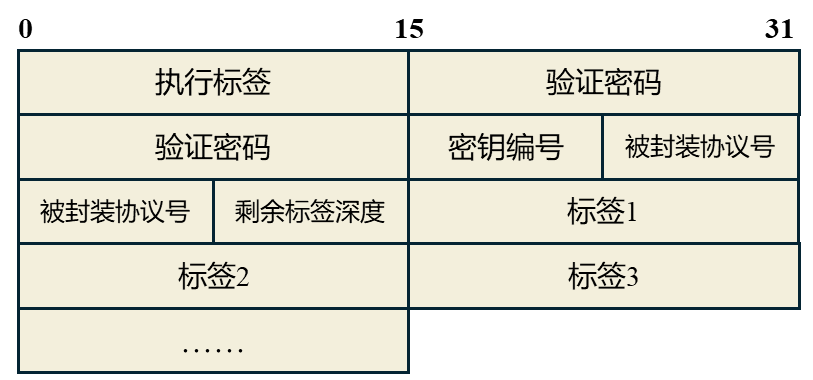 0 15 31
执行标签 验证密码
验证密码 密钥编号 被封装协议号
被封装协议号 剩余标签深度 标签1
标签2 标签3
……